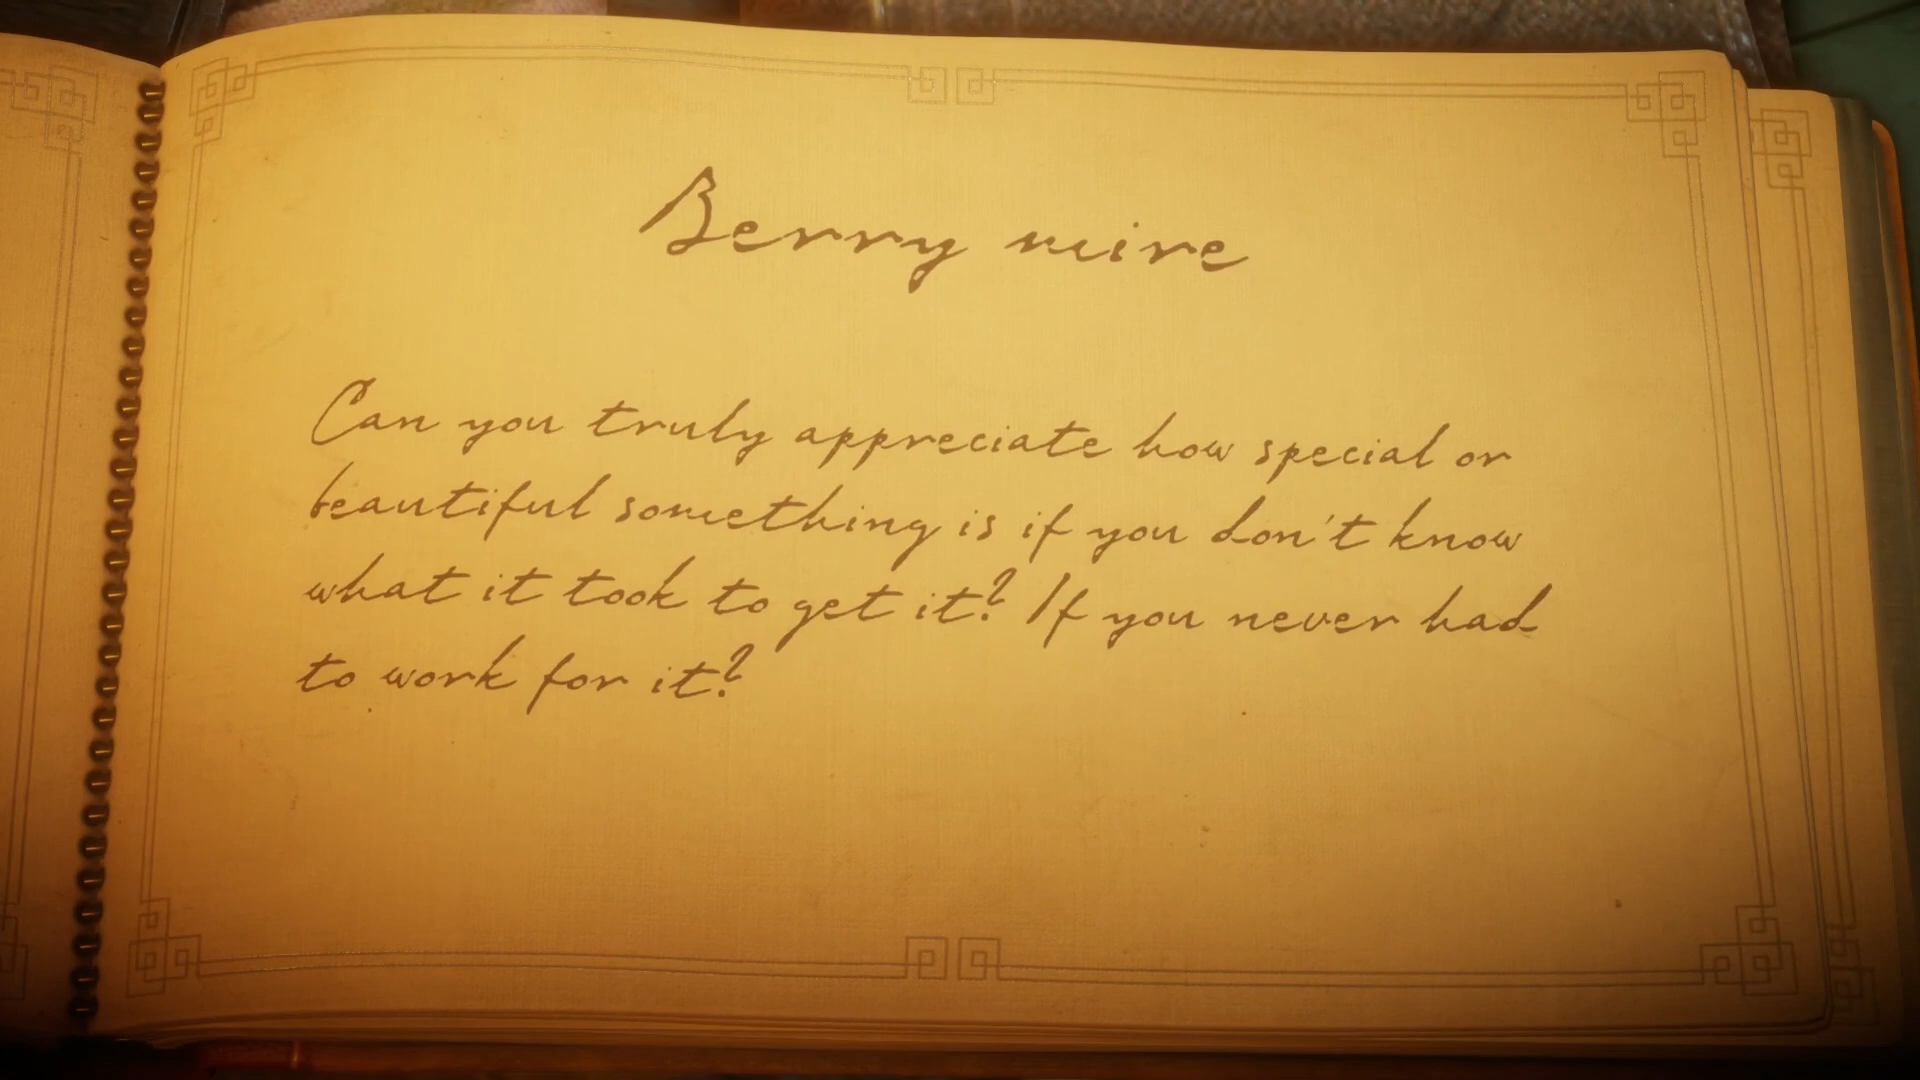 Berry mire
Can you truly appreciate how special or
beautiful something is if you don't know
what it took to get it? If you never had
to work for it?